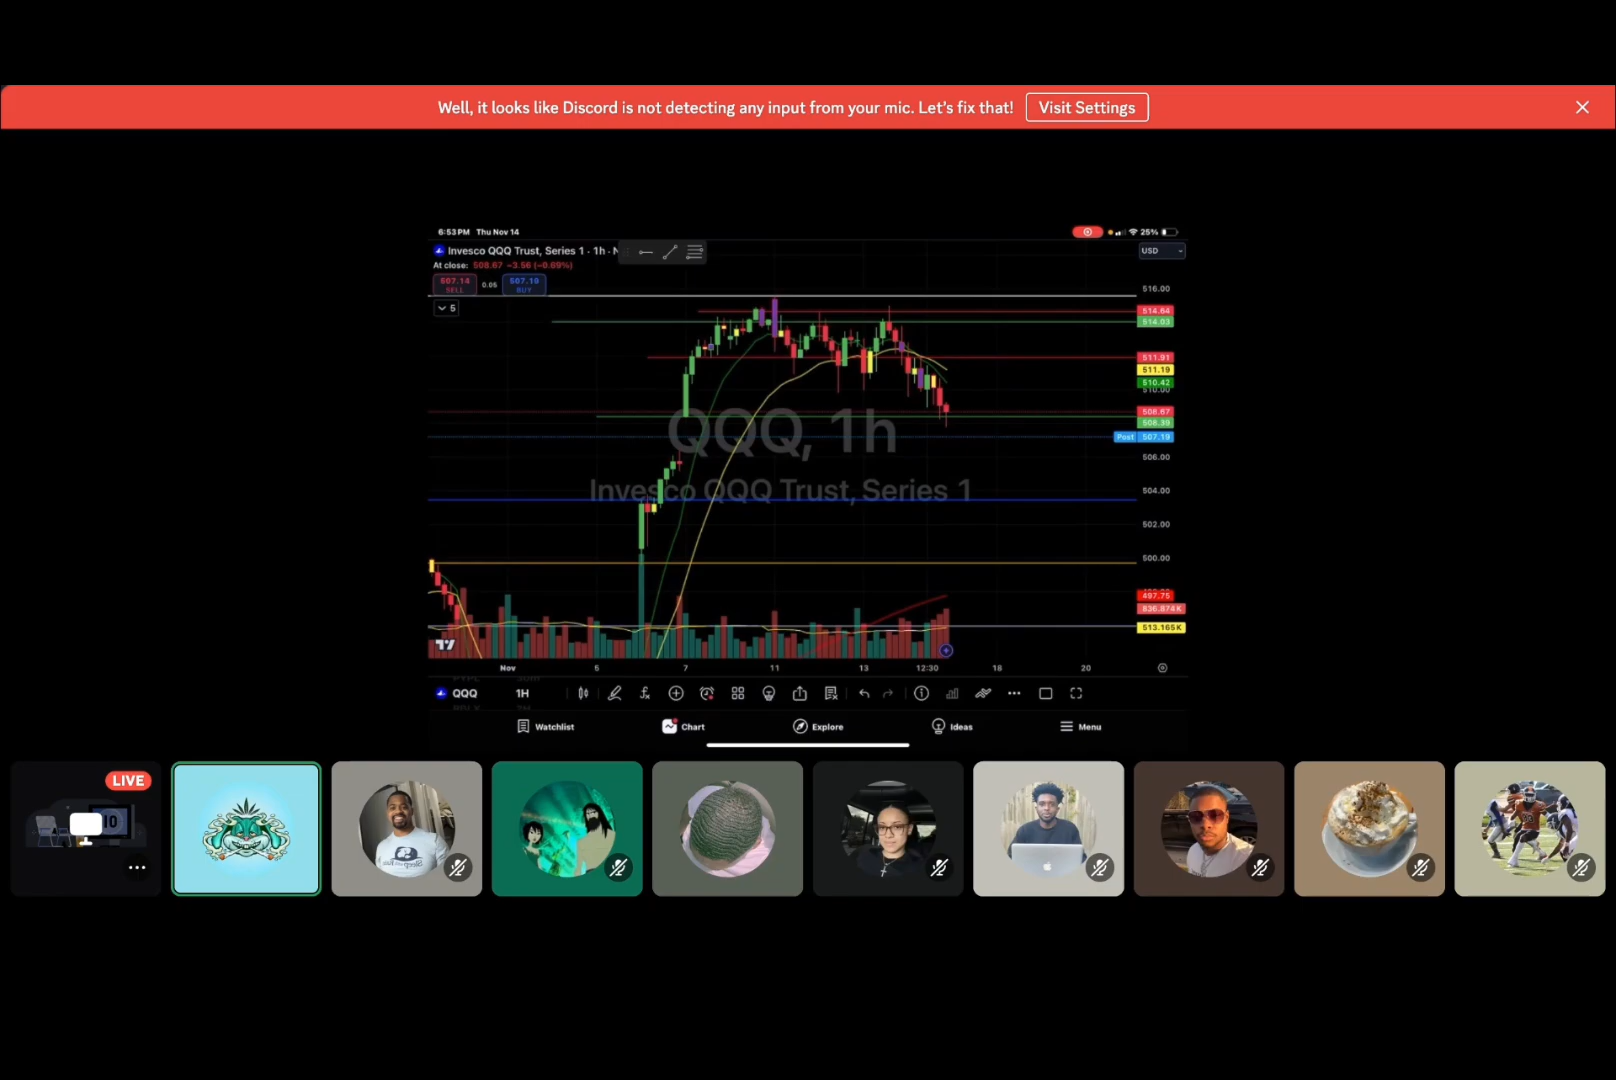 Well, it looks like Discord is not detecting any input from your mic. Let's fix that!
Visit Settings
6:53 PM Thu Nov 14
25%
Invesco QQQ Trust, Series 1 · 1h · N
USD
At close: 508.67 −3.56 (−0.69%)
507.14
SELL
0.05
507.19
BUY
5
516.00
514.64
514.03
511.91
511.19
510.42
510.00
508.67
508.39
Post 507.19
506.00
504.00
502.00
500.00
497.75
836.874K
513.165K
QQQ, 1h
Invesco QQQ Trust, Series 1
Nov 5 7 11 13 12:30 18 20
QQQ 1H
Watchlist Chart Explore Ideas Menu
LIVE